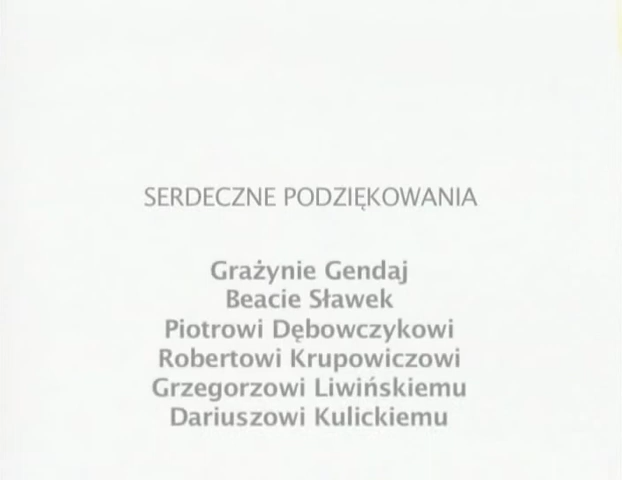 SERDECZNE PODZIĘKOWANIA
Grażynie Gendaj
Beacie Sławek
Piotrowi Dębowczykowi
Robertowi Krupowiczowi
Grzegorzowi Liwińskiemu
Dariuszowi Kulickiemu